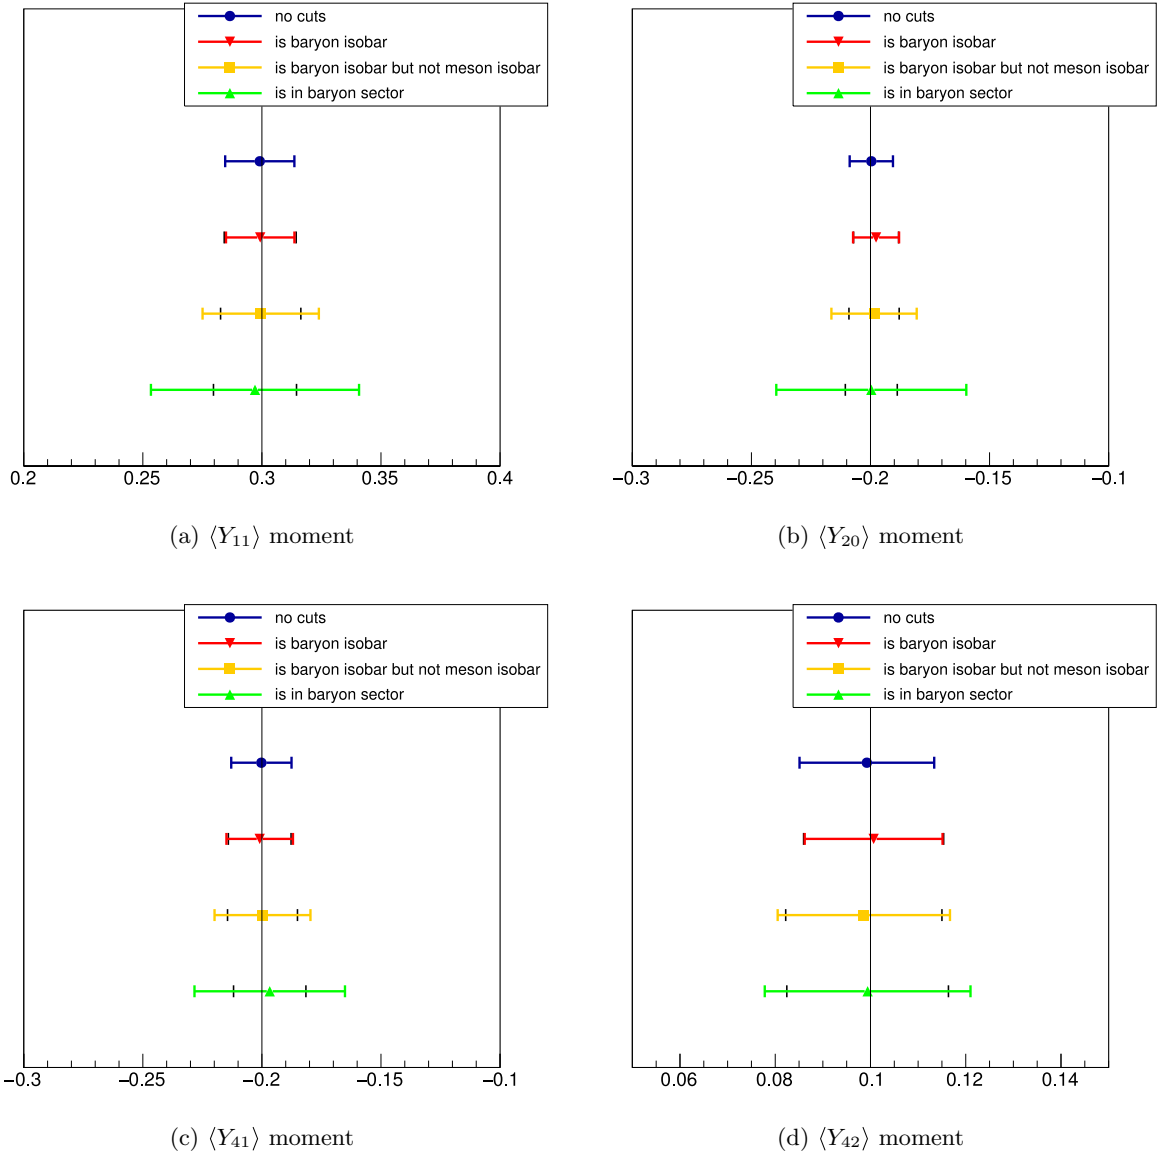 no cuts
is baryon isobar
is baryon isobar but not meson isobar
is in baryon sector
0.2 0.25 0.3 0.35 0.4
(a) ⟨Y₁₁⟩ moment
no cuts
is baryon isobar
is baryon isobar but not meson isobar
is in baryon sector
−0.3 −0.25 −0.2 −0.15 −0.1
(b) ⟨Y₂₀⟩ moment
no cuts
is baryon isobar
is baryon isobar but not meson isobar
is in baryon sector
−0.3 −0.25 −0.2 −0.15 −0.1
(c) ⟨Y₄₁⟩ moment
no cuts
is baryon isobar
is baryon isobar but not meson isobar
is in baryon sector
0.06 0.08 0.1 0.12 0.14
(d) ⟨Y₄₂⟩ moment